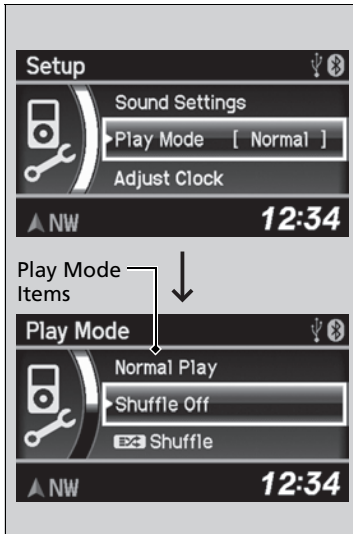 Setup
Sound Settings
Play Mode [ Normal ]
Adjust Clock
NW 12:34
Play Mode
Items
Play Mode
Normal Play
Shuffle Off
Shuffle
NW 12:34